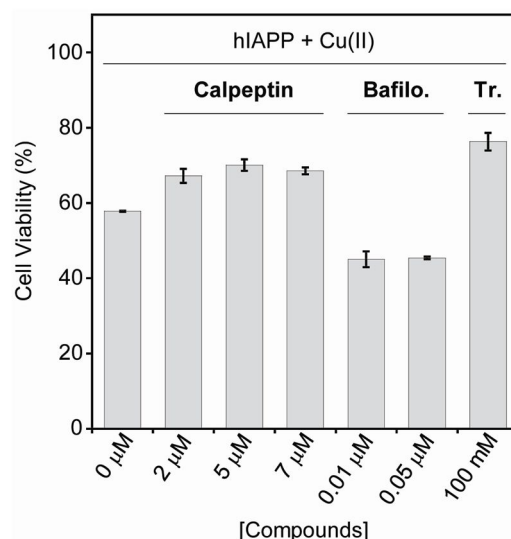 hIAPP + Cu(II)
Calpeptin Bafilo. Tr.
100
80
60
40
20
0
Cell Viability (%)
0 µM 2 µM 5 µM 7 µM 0.01 µM 0.05 µM 100 mM
[Compounds]